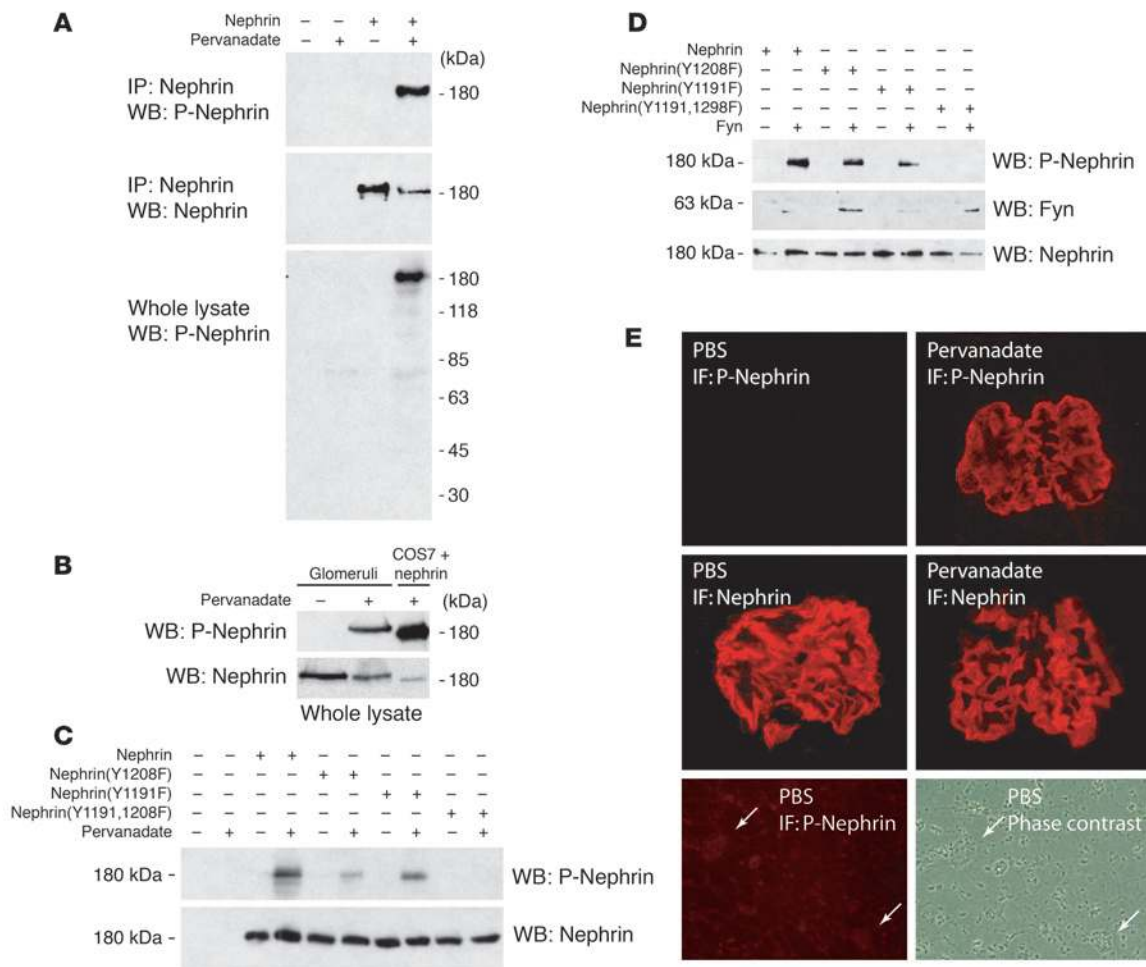 A
Nephrin – – + +
Pervanadate – + – +
(kDa)
IP: Nephrin
WB: P-Nephrin
- 180
IP: Nephrin
WB: Nephrin
- 180
Whole lysate
WB: P-Nephrin
- 180
- 118
- 85
- 63
- 45
- 30
B
Glomeruli
COS7 +
nephrin
Pervanadate – + +
(kDa)
WB: P-Nephrin
- 180
WB: Nephrin
- 180
Whole lysate
C
Nephrin – – + + – – – – – –
Nephrin(Y1208F) – – – – + + – – – –
Nephrin(Y1191F) – – – – – – + + – –
Nephrin(Y1191,1208F) – – – – – – – – + +
Pervanadate – + – + – + – + – +
180 kDa - WB: P-Nephrin
180 kDa - WB: Nephrin
D
Nephrin + + – – – – – –
Nephrin(Y1208F) – – + + – – – –
Nephrin(Y1191F) – – – – + + – –
Nephrin(Y1191,1298F) – – – – – – + +
Fyn – + – + – + – +
180 kDa - WB: P-Nephrin
63 kDa - WB: Fyn
180 kDa - WB: Nephrin
E
PBS
IF: P-Nephrin
Pervanadate
IF: P-Nephrin
PBS
IF: Nephrin
Pervanadate
IF: Nephrin
PBS
IF: P-Nephrin
PBS
Phase contrast